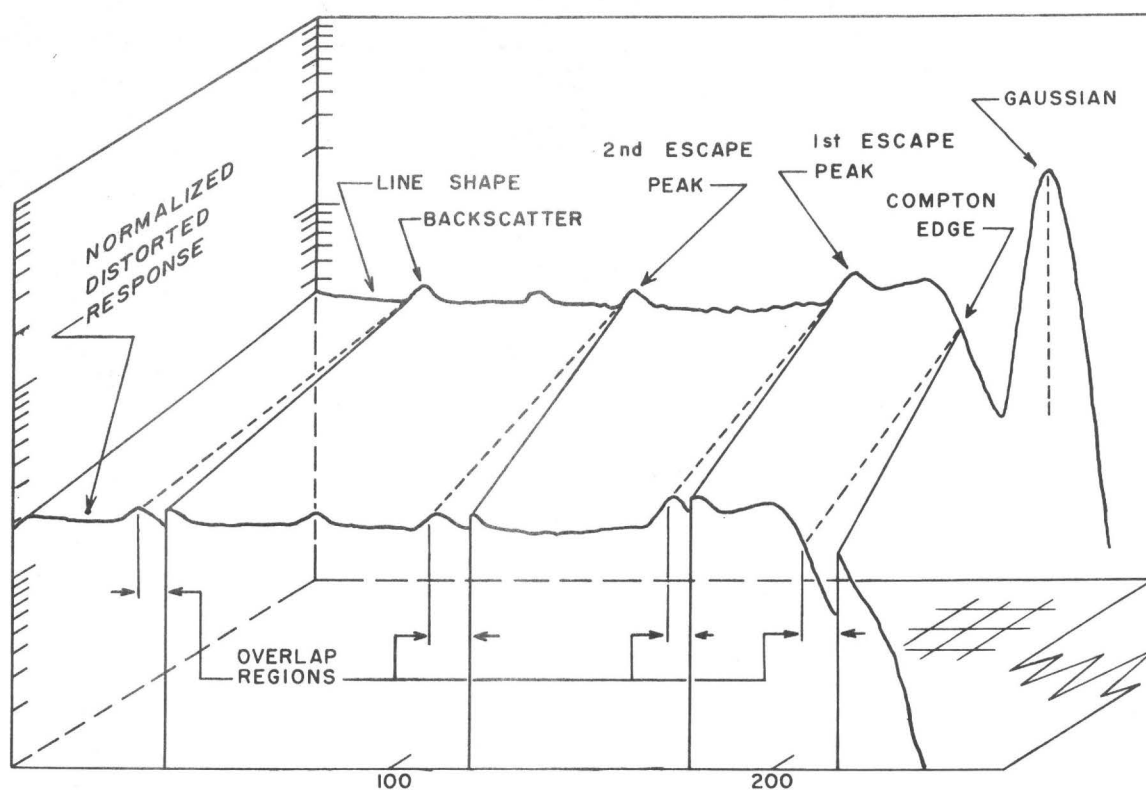 GAUSSIAN
2nd ESCAPE
PEAK
1st ESCAPE
PEAK
COMPTON
EDGE
LINE SHAPE
BACKSCATTER
NORMALIZED
DISTORTED
RESPONSE
OVERLAP
REGIONS
100
200